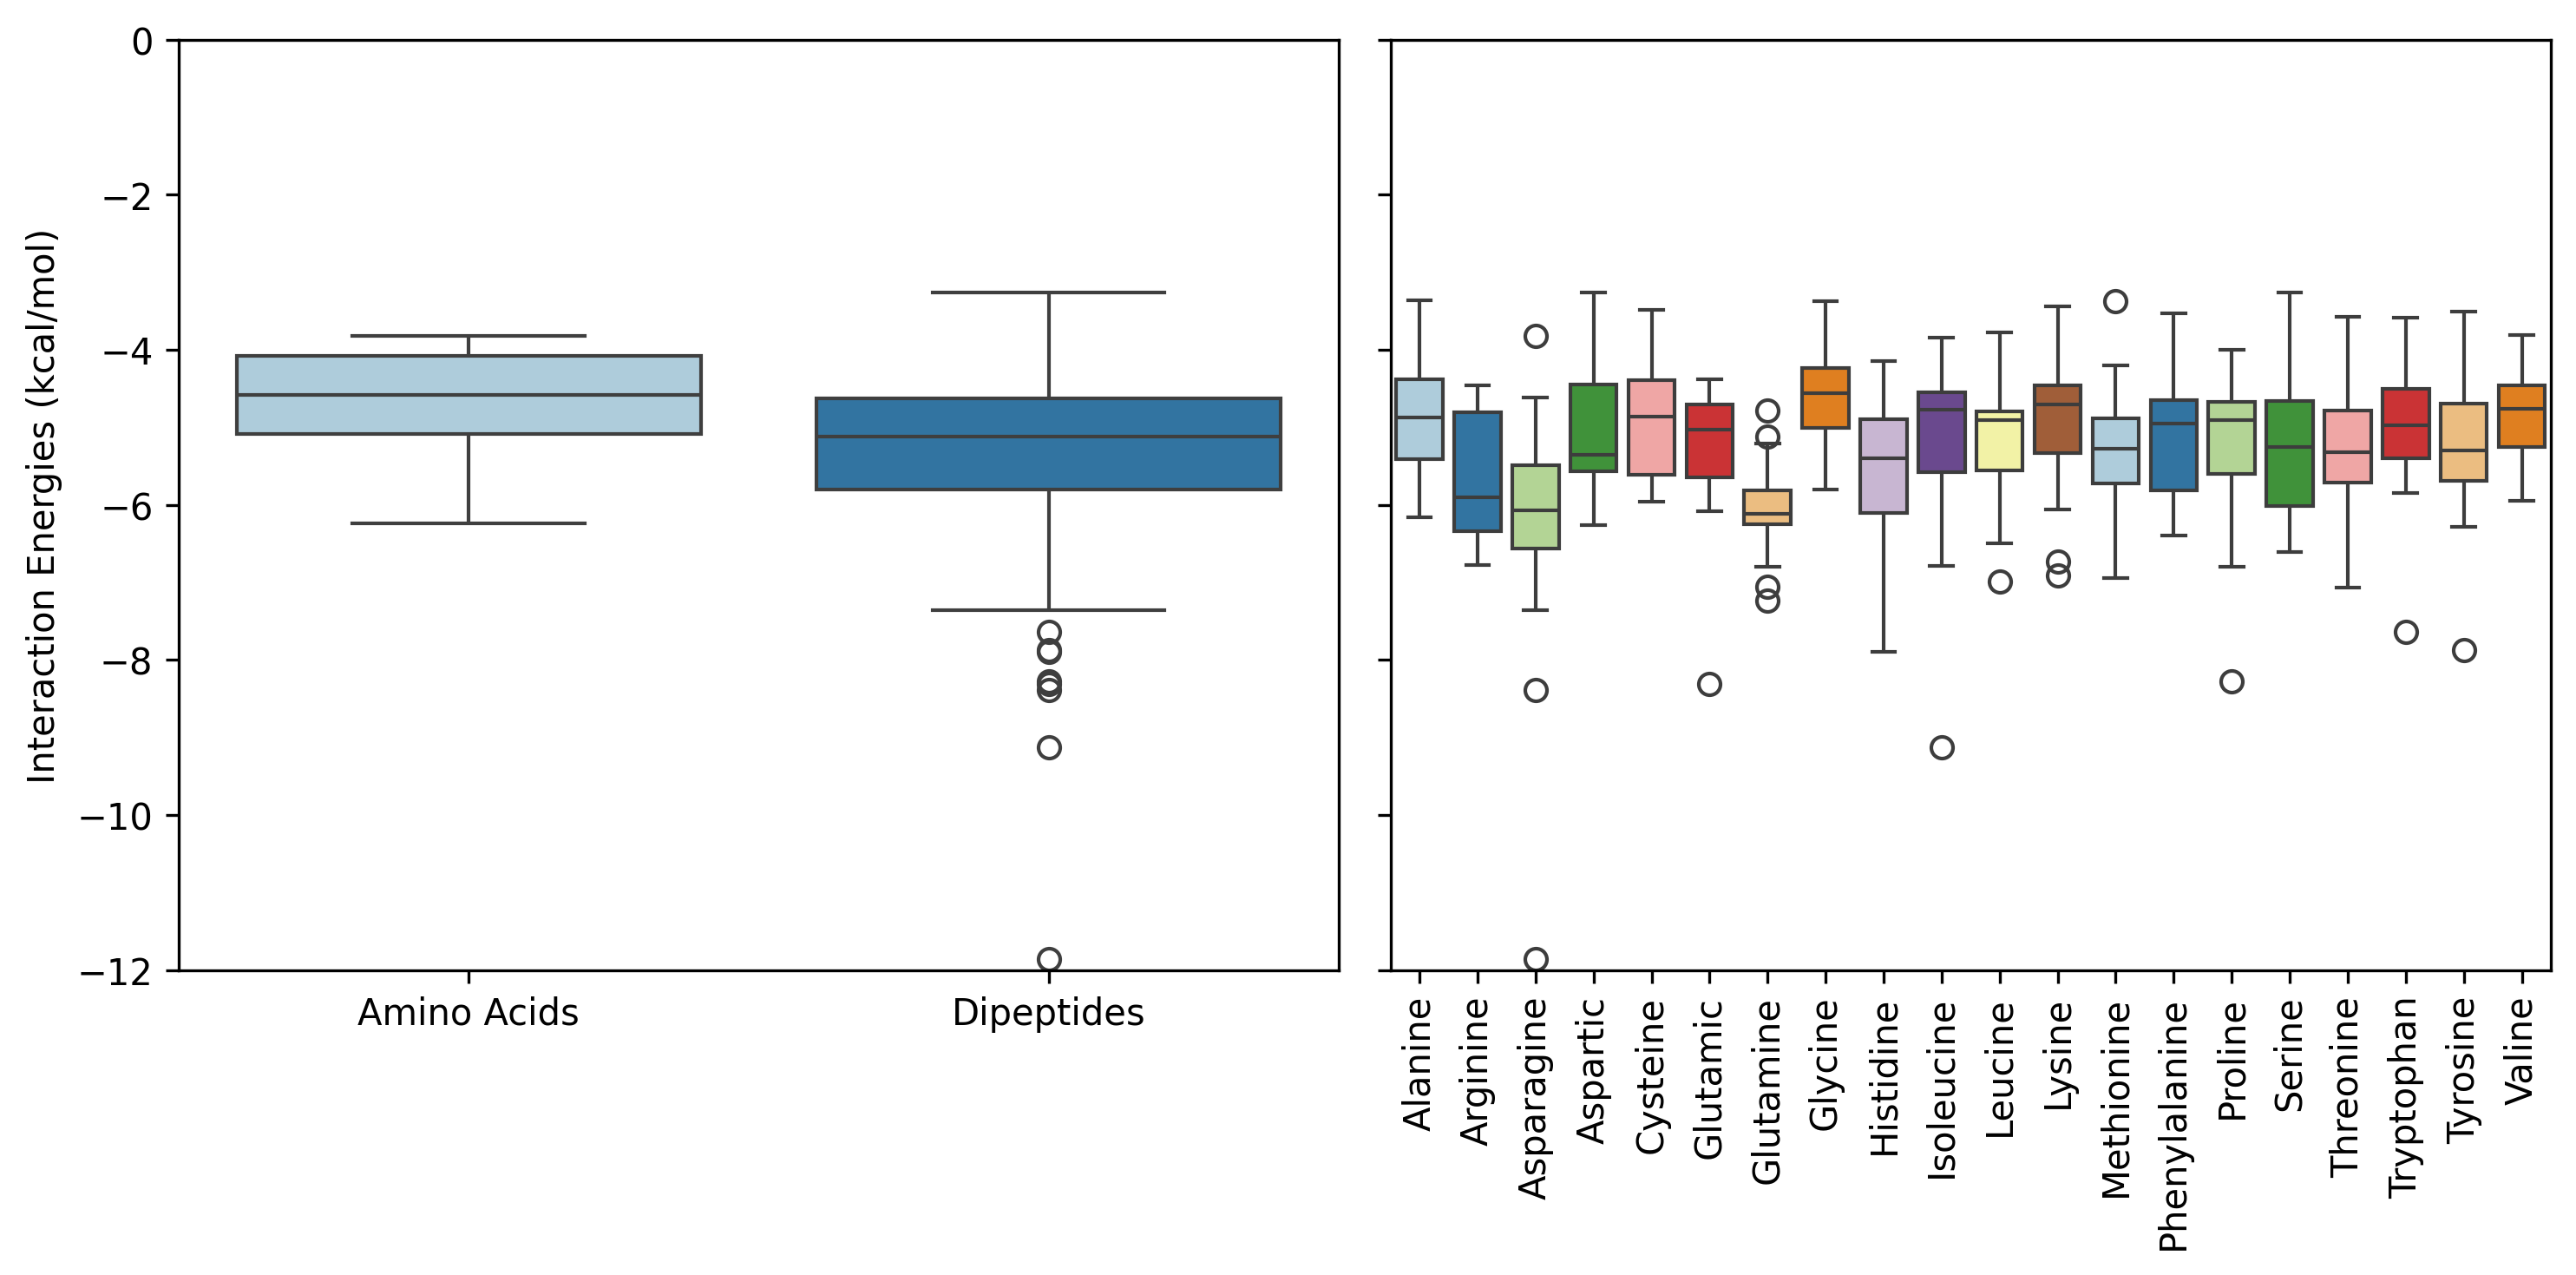 Interaction Energies (kcal/mol)
0
−2
−4
−6
−8
−10
−12
Amino Acids
Dipeptides
Alanine
Arginine
Asparagine
Aspartic
Cysteine
Glutamic
Glutamine
Glycine
Histidine
Isoleucine
Leucine
Lysine
Methionine
Phenylalanine
Proline
Serine
Threonine
Tryptophan
Tyrosine
Valine